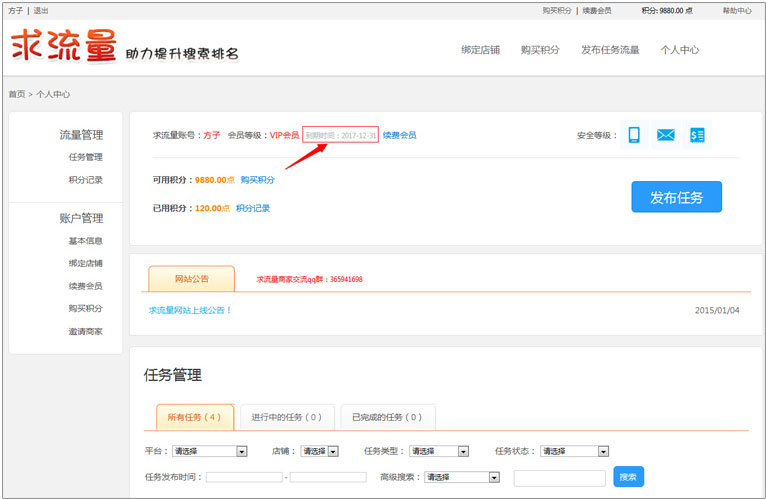 方子 | 退出 购买积分 | 续费会员 积分: 9880.00 点 帮助中心
求流量 助力提升搜索排名
绑定店铺 购买积分 发布任务流量 个人中心
首页 > 个人中心
流量管理
任务管理
积分记录
账户管理
基本信息
绑定店铺
续费会员
购买积分
邀请商家
求流量账号：方子 会员等级：VIP会员 到期时间：2017-12-31 续费会员 安全等级：
可用积分：9880.00点 购买积分
已用积分：120.00点 积分记录
发布任务
网站公告 求流量商家交流qq群：365941698
求流量网站上线公告！ 2015/01/04
任务管理
所有任务（4） 进行中的任务（0） 已完成的任务（0）
平台： 请选择 店铺： 请选择 任务类型： 请选择 任务状态： 请选择
任务发布时间： - 高级搜索： 请选择 搜索